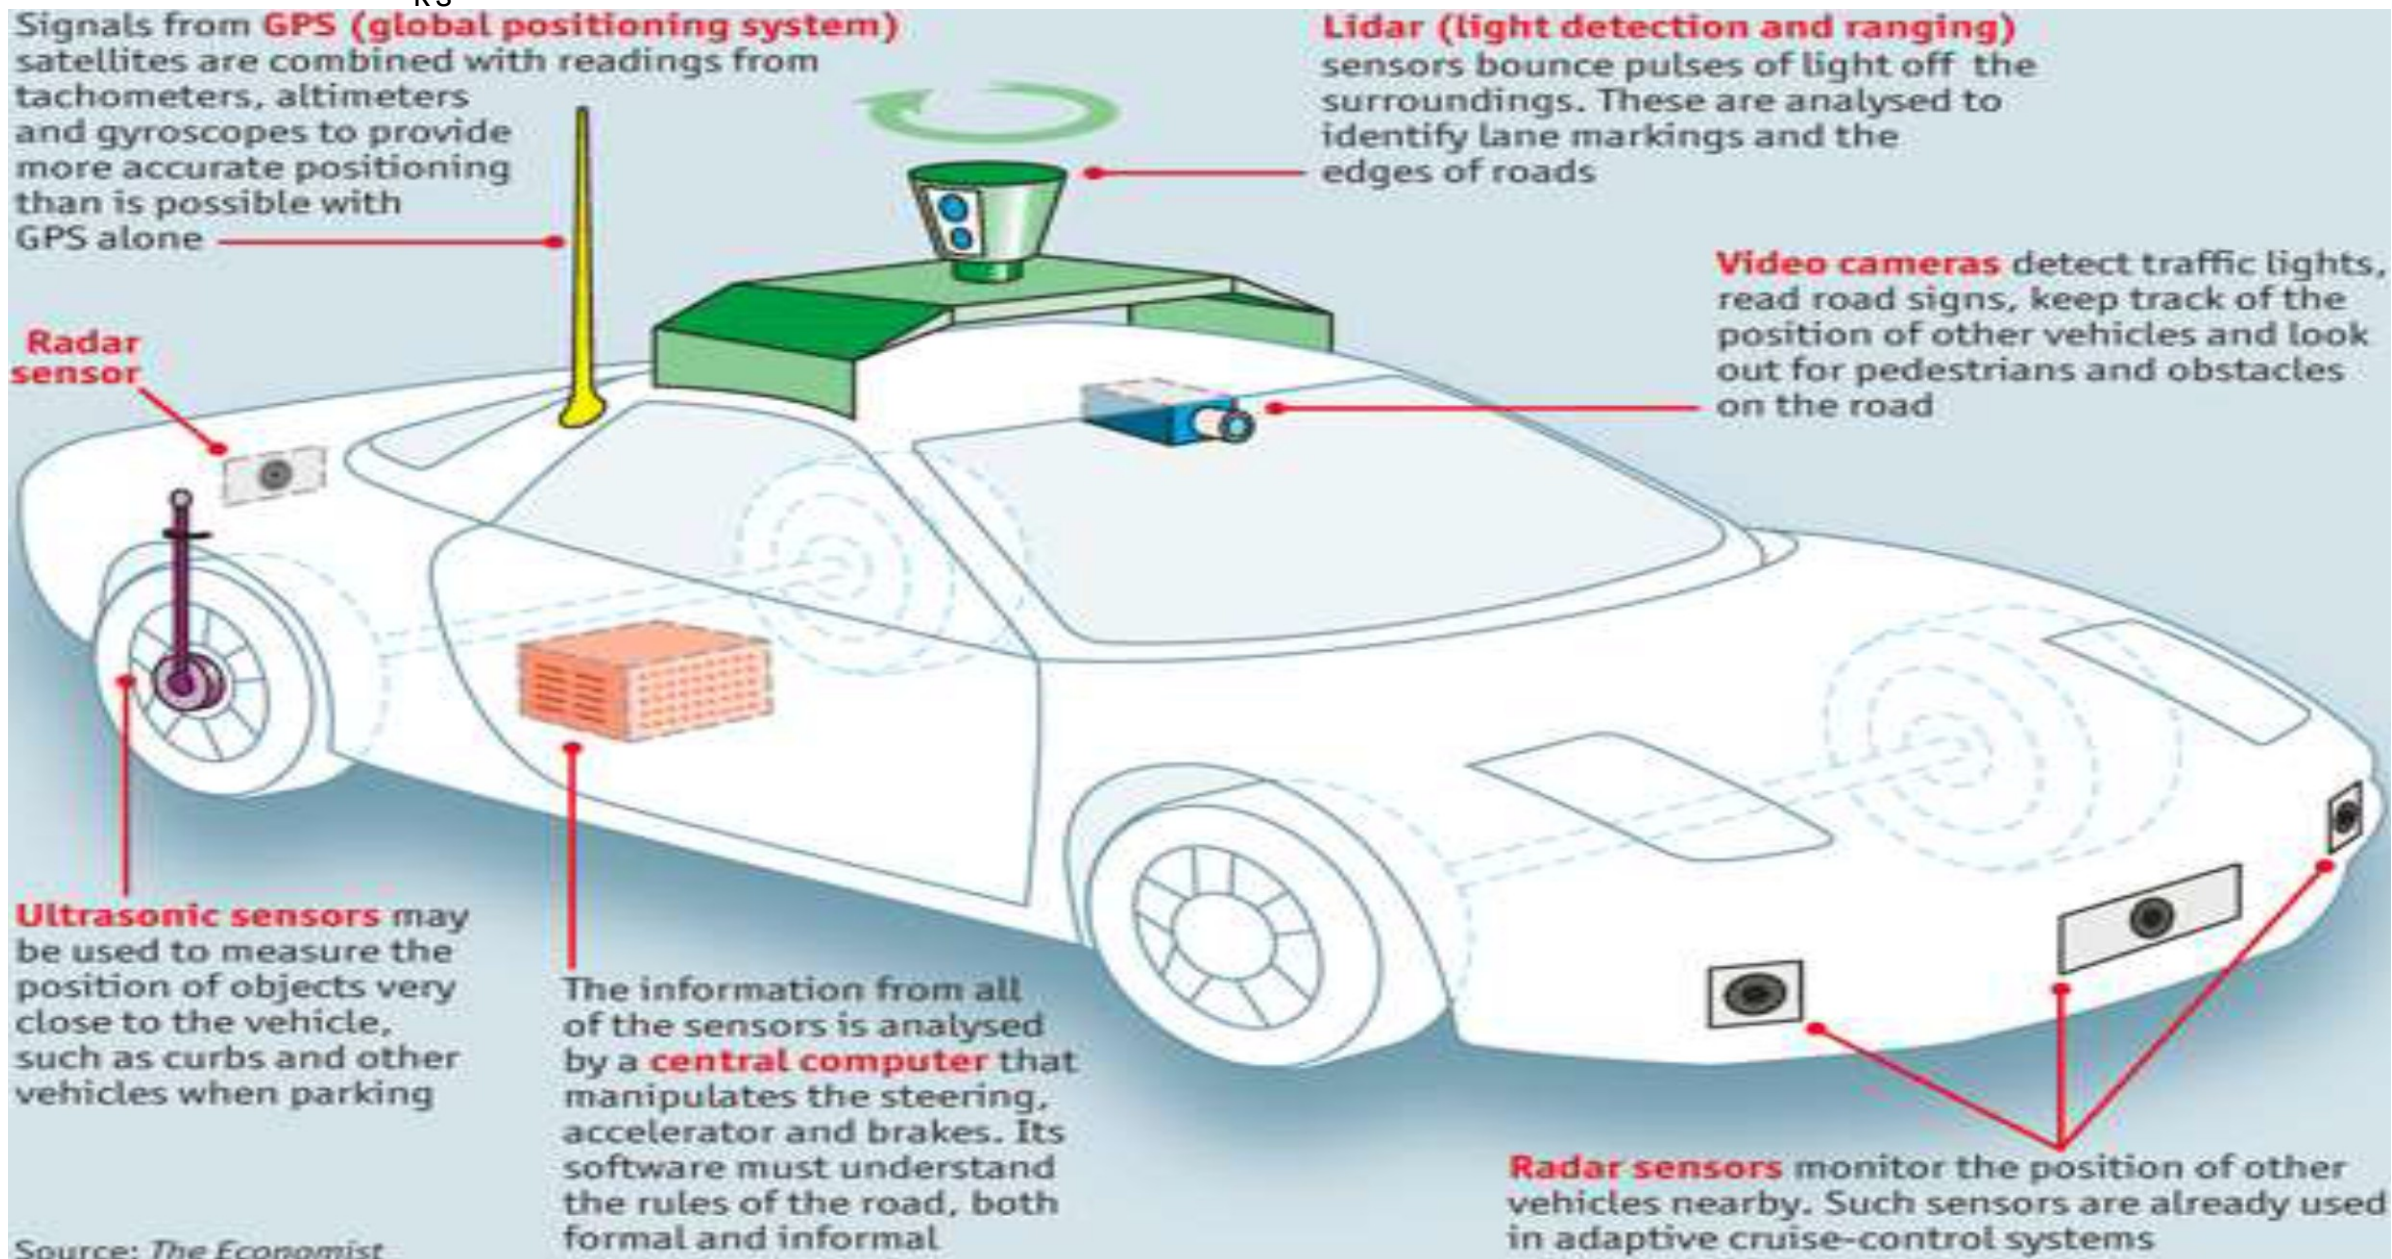 Signals from GPS (global positioning system)
satellites are combined with readings from
tachometers, altimeters
and gyroscopes to provide
more accurate positioning
than is possible with
GPS alone
Lidar (light detection and ranging)
sensors bounce pulses of light off the
surroundings. These are analysed to
identify lane markings and the
edges of roads
Video cameras detect traffic lights,
read road signs, keep track of the
position of other vehicles and look
out for pedestrians and obstacles
on the road
Radar
sensor
Ultrasonic sensors may
be used to measure the
position of objects very
close to the vehicle,
such as curbs and other
vehicles when parking
The information from all
of the sensors is analysed
by a central computer that
manipulates the steering,
accelerator and brakes. Its
software must understand
the rules of the road, both
formal and informal
Radar sensors monitor the position of other
vehicles nearby. Such sensors are already used
in adaptive cruise-control systems
Source: The Economist